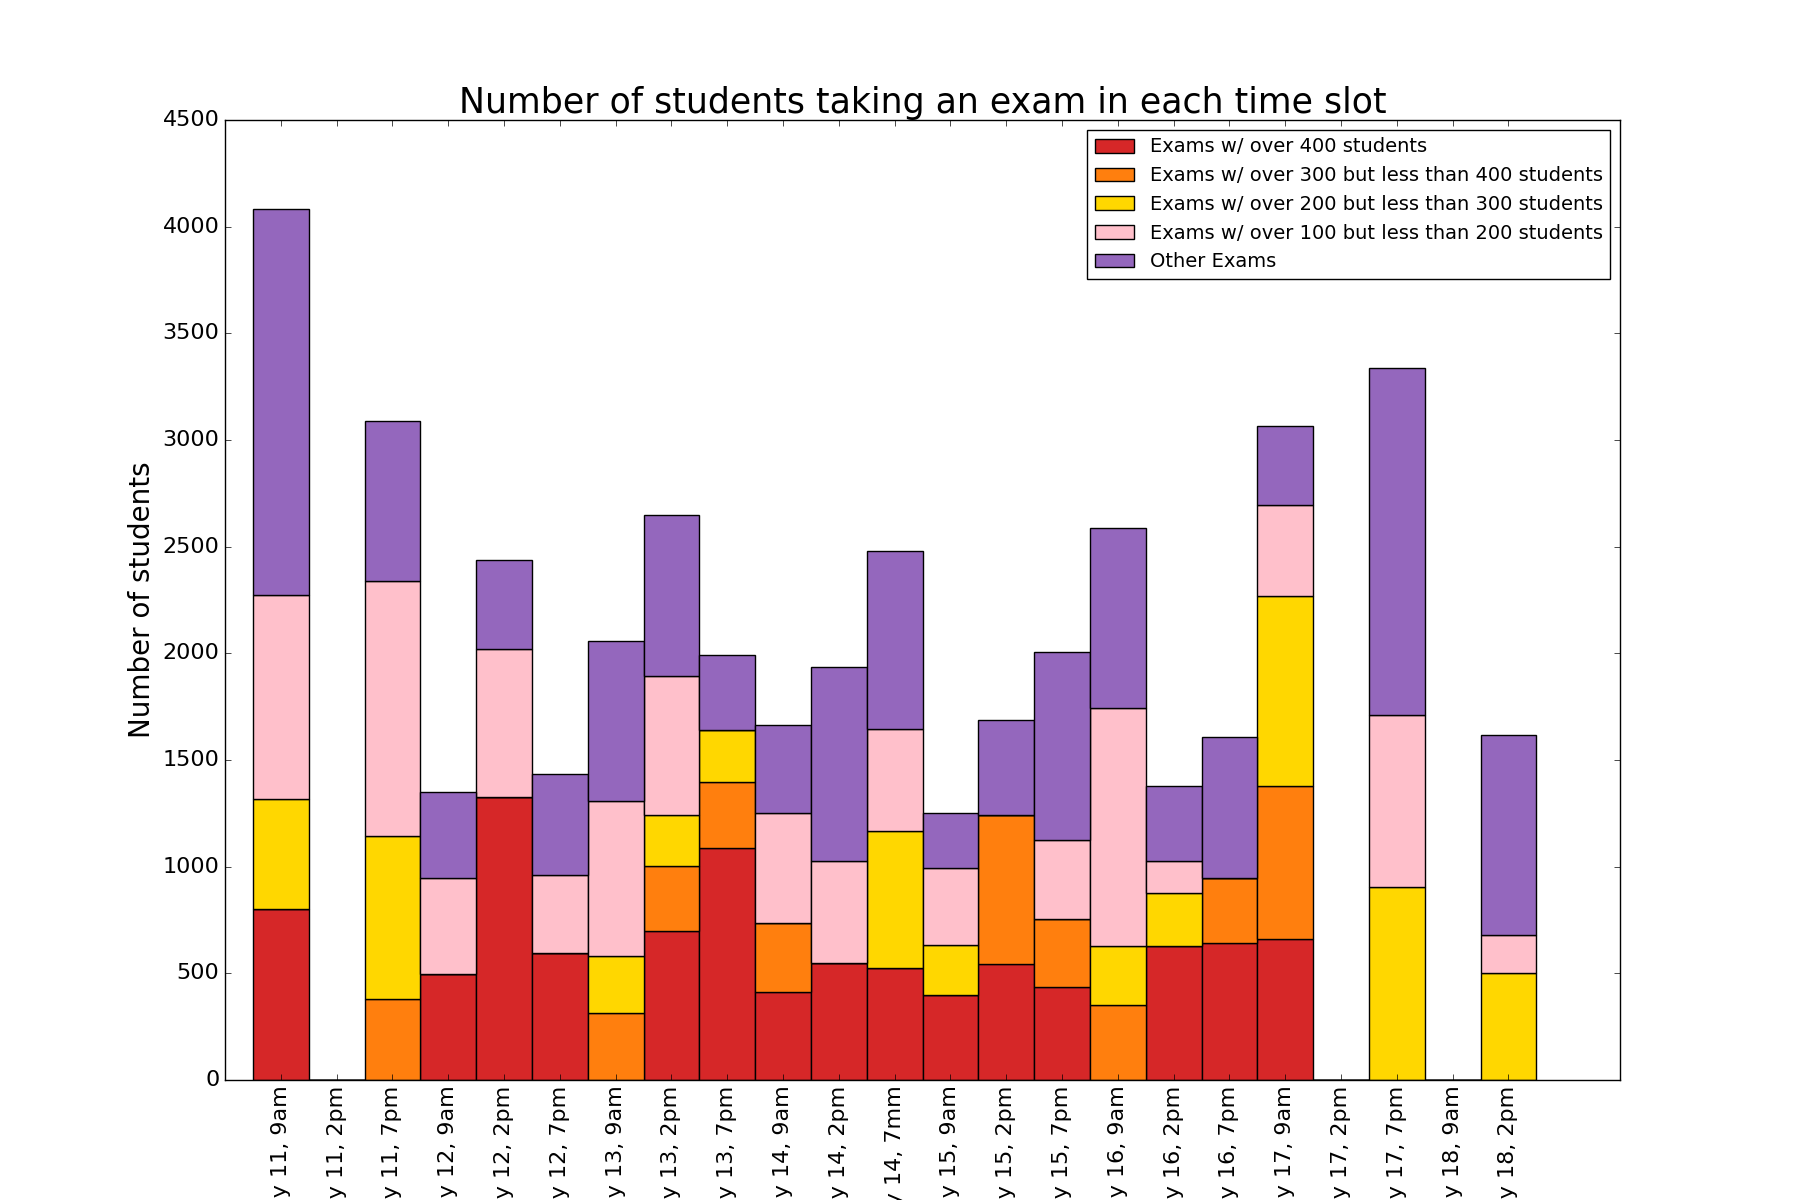 Number of students taking an exam in each time slot
Exams w/ over 400 students
Exams w/ over 300 but less than 400 students
Exams w/ over 200 but less than 300 students
Exams w/ over 100 but less than 200 students
Other Exams
Number of students
4500
4000
3500
3000
2500
2000
1500
1000
500
0
y 11, 9am
y 11, 2pm
y 11, 7pm
y 12, 9am
y 12, 2pm
y 12, 7pm
y 13, 9am
y 13, 2pm
y 13, 7pm
y 14, 9am
y 14, 2pm
y 14, 7mm
y 15, 9am
y 15, 2pm
y 15, 7pm
y 16, 9am
y 16, 2pm
y 16, 7pm
y 17, 9am
y 17, 2pm
y 17, 7pm
y 18, 9am
y 18, 2pm